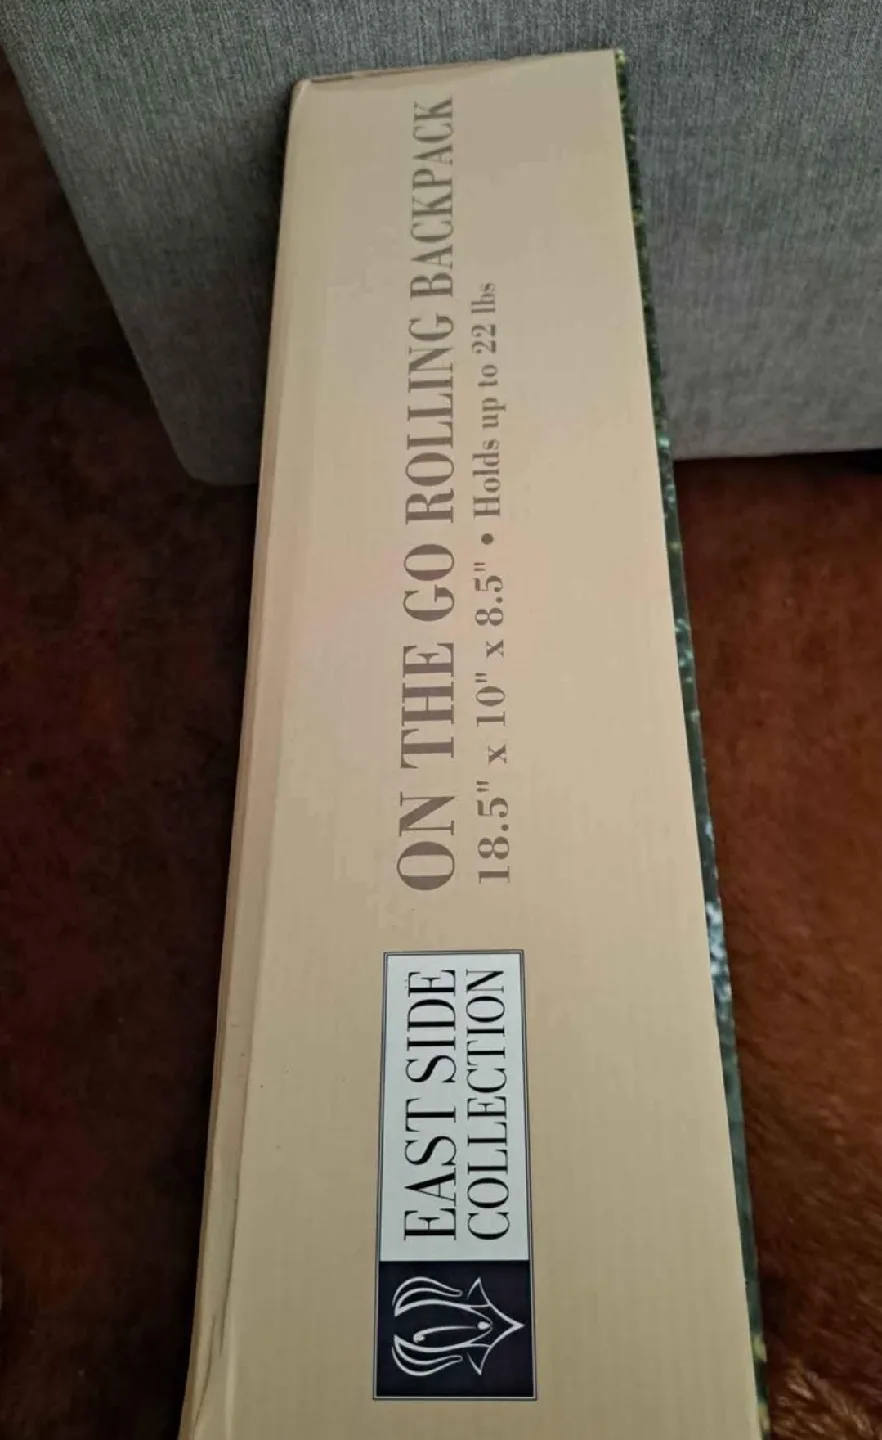 ON THE GO ROLLING BACKPACK
18.5" x 10" x 8.5" • Holds up to 22 lbs
EAST SIDE
COLLECTION